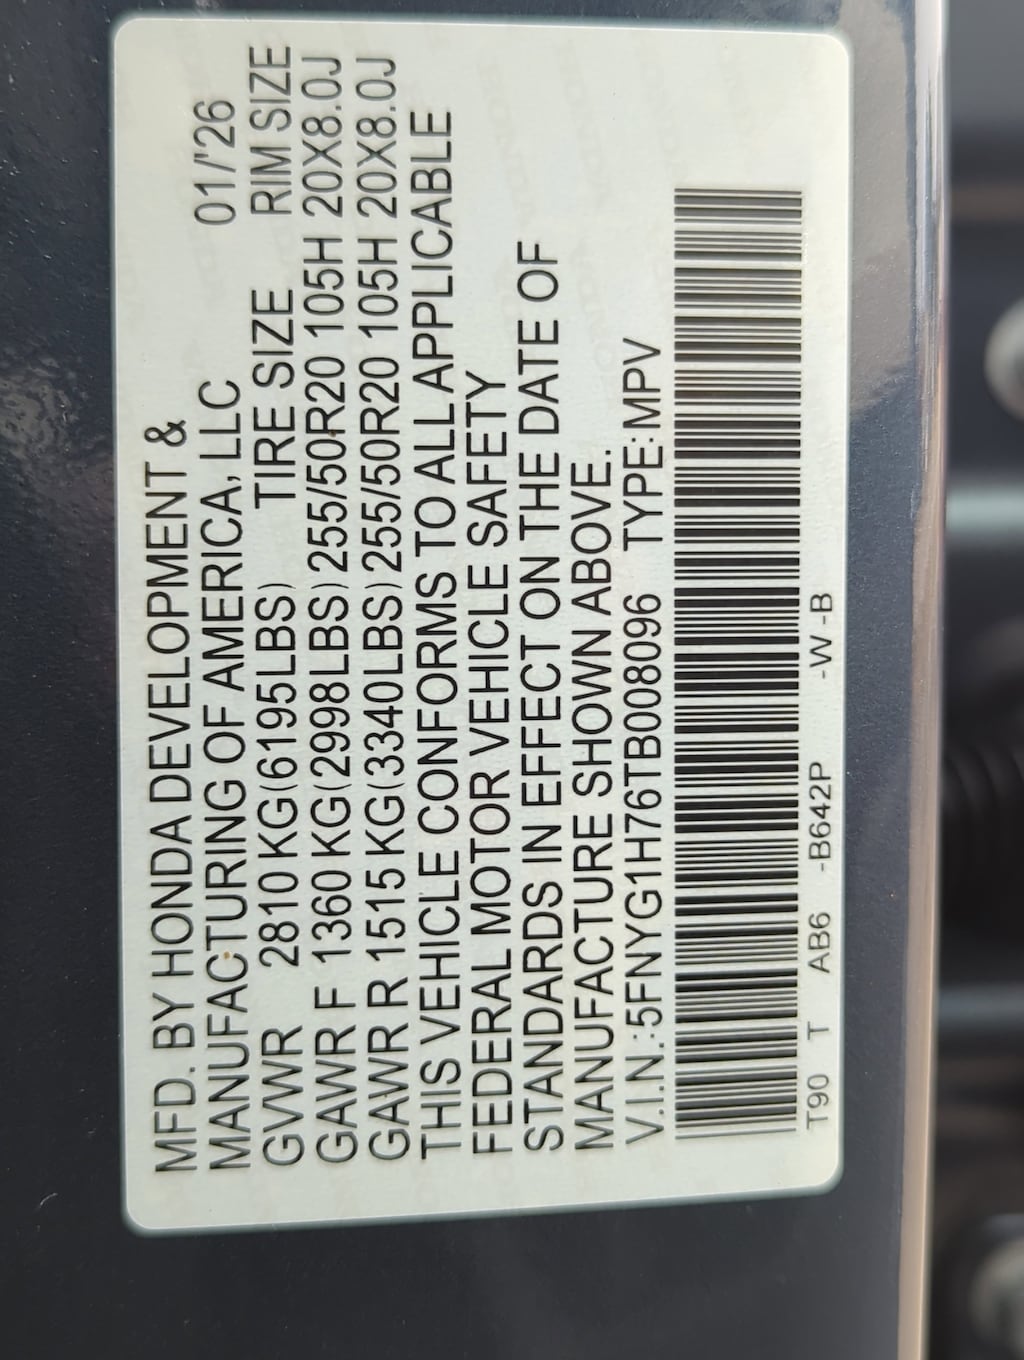 MFD. BY HONDA DEVELOPMENT &
MANUFACTURING OF AMERICA, LLC 01/'26
GVWR 2810 KG(6195LBS) TIRE SIZE RIM SIZE
GAWR F 1360 KG(2998LBS) 255/50R20 105H 20X8.0J
GAWR R 1515 KG(3340LBS) 255/50R20 105H 20X8.0J
THIS VEHICLE CONFORMS TO ALL APPLICABLE
FEDERAL MOTOR VEHICLE SAFETY
STANDARDS IN EFFECT ON THE DATE OF
MANUFACTURE SHOWN ABOVE.
V.I.N.:5FNYG1H76TB008096 TYPE:MPV
T90 T AB6 -B642P -W -B